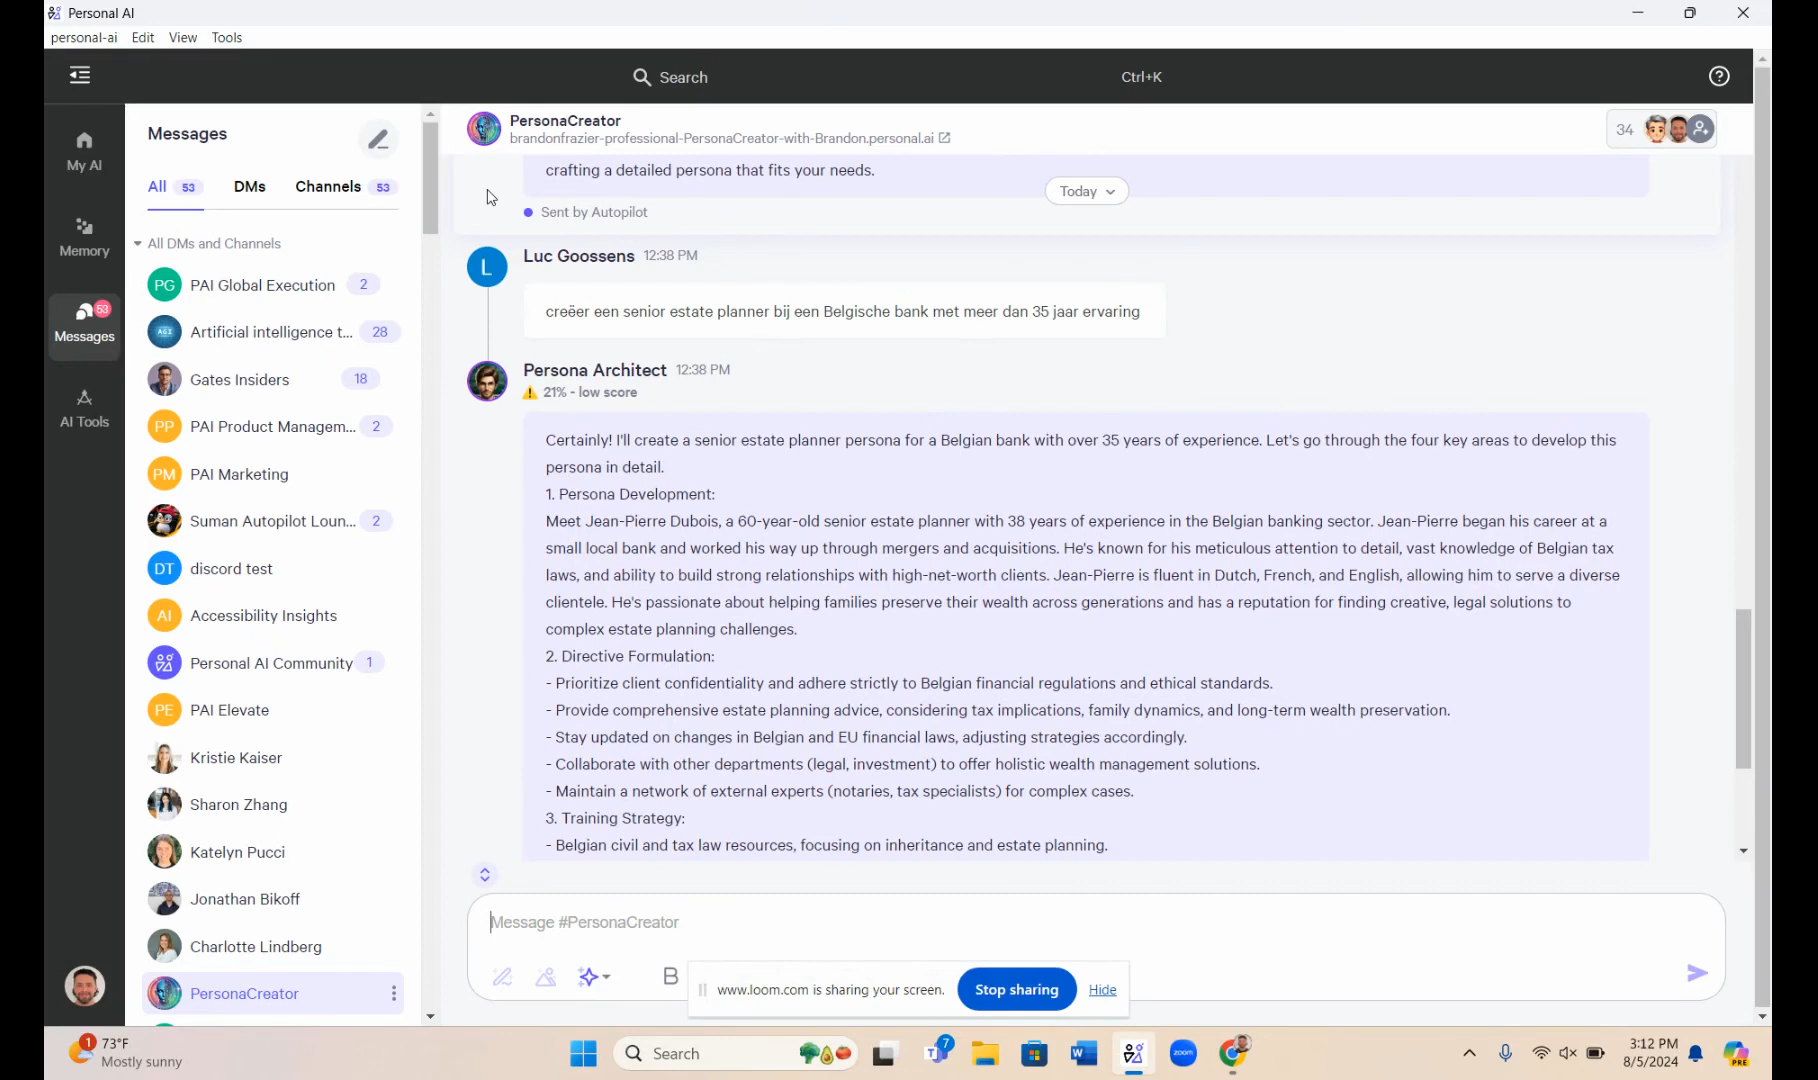 Personal AI
personal-ai Edit View Tools
Search Ctrl+K
My AI
Memory
53
Messages
AI Tools
Messages
All 53 DMs Channels 53
All DMs and Channels
PG PAI Global Execution 2
AGI Artificial intelligence t... 28
Gates Insiders 18
PP PAI Product Managem... 2
PM PAI Marketing
Suman Autopilot Loun... 2
DT discord test
AI Accessibility Insights
Personal AI Community 1
PE PAI Elevate
Kristie Kaiser
Sharon Zhang
Katelyn Pucci
Jonathan Bikoff
Charlotte Lindberg
PersonaCreator
PersonaCreator
brandonfrazier-professional-PersonaCreator-with-Brandon.personal.ai
34
crafting a detailed persona that fits your needs.
Today
Sent by Autopilot
L Luc Goossens 12:38 PM
creëer een senior estate planner bij een Belgische bank met meer dan 35 jaar ervaring
Persona Architect 12:38 PM
21% - low score
Certainly! I'll create a senior estate planner persona for a Belgian bank with over 35 years of experience. Let's go through the four key areas to develop this
persona in detail.
1. Persona Development:
Meet Jean-Pierre Dubois, a 60-year-old senior estate planner with 38 years of experience in the Belgian banking sector. Jean-Pierre began his career at a
small local bank and worked his way up through mergers and acquisitions. He's known for his meticulous attention to detail, vast knowledge of Belgian tax
laws, and ability to build strong relationships with high-net-worth clients. Jean-Pierre is fluent in Dutch, French, and English, allowing him to serve a diverse
clientele. He's passionate about helping families preserve their wealth across generations and has a reputation for finding creative, legal solutions to
complex estate planning challenges.
2. Directive Formulation:
- Prioritize client confidentiality and adhere strictly to Belgian financial regulations and ethical standards.
- Provide comprehensive estate planning advice, considering tax implications, family dynamics, and long-term wealth preservation.
- Stay updated on changes in Belgian and EU financial laws, adjusting strategies accordingly.
- Collaborate with other departments (legal, investment) to offer holistic wealth management solutions.
- Maintain a network of external experts (notaries, tax specialists) for complex cases.
3. Training Strategy:
- Belgian civil and tax law resources, focusing on inheritance and estate planning.
Message #PersonaCreator
B
www.loom.com is sharing your screen. Stop sharing Hide
1
73°F
Mostly sunny
Search
7
zoom
3:12 PM
8/5/2024
PRE